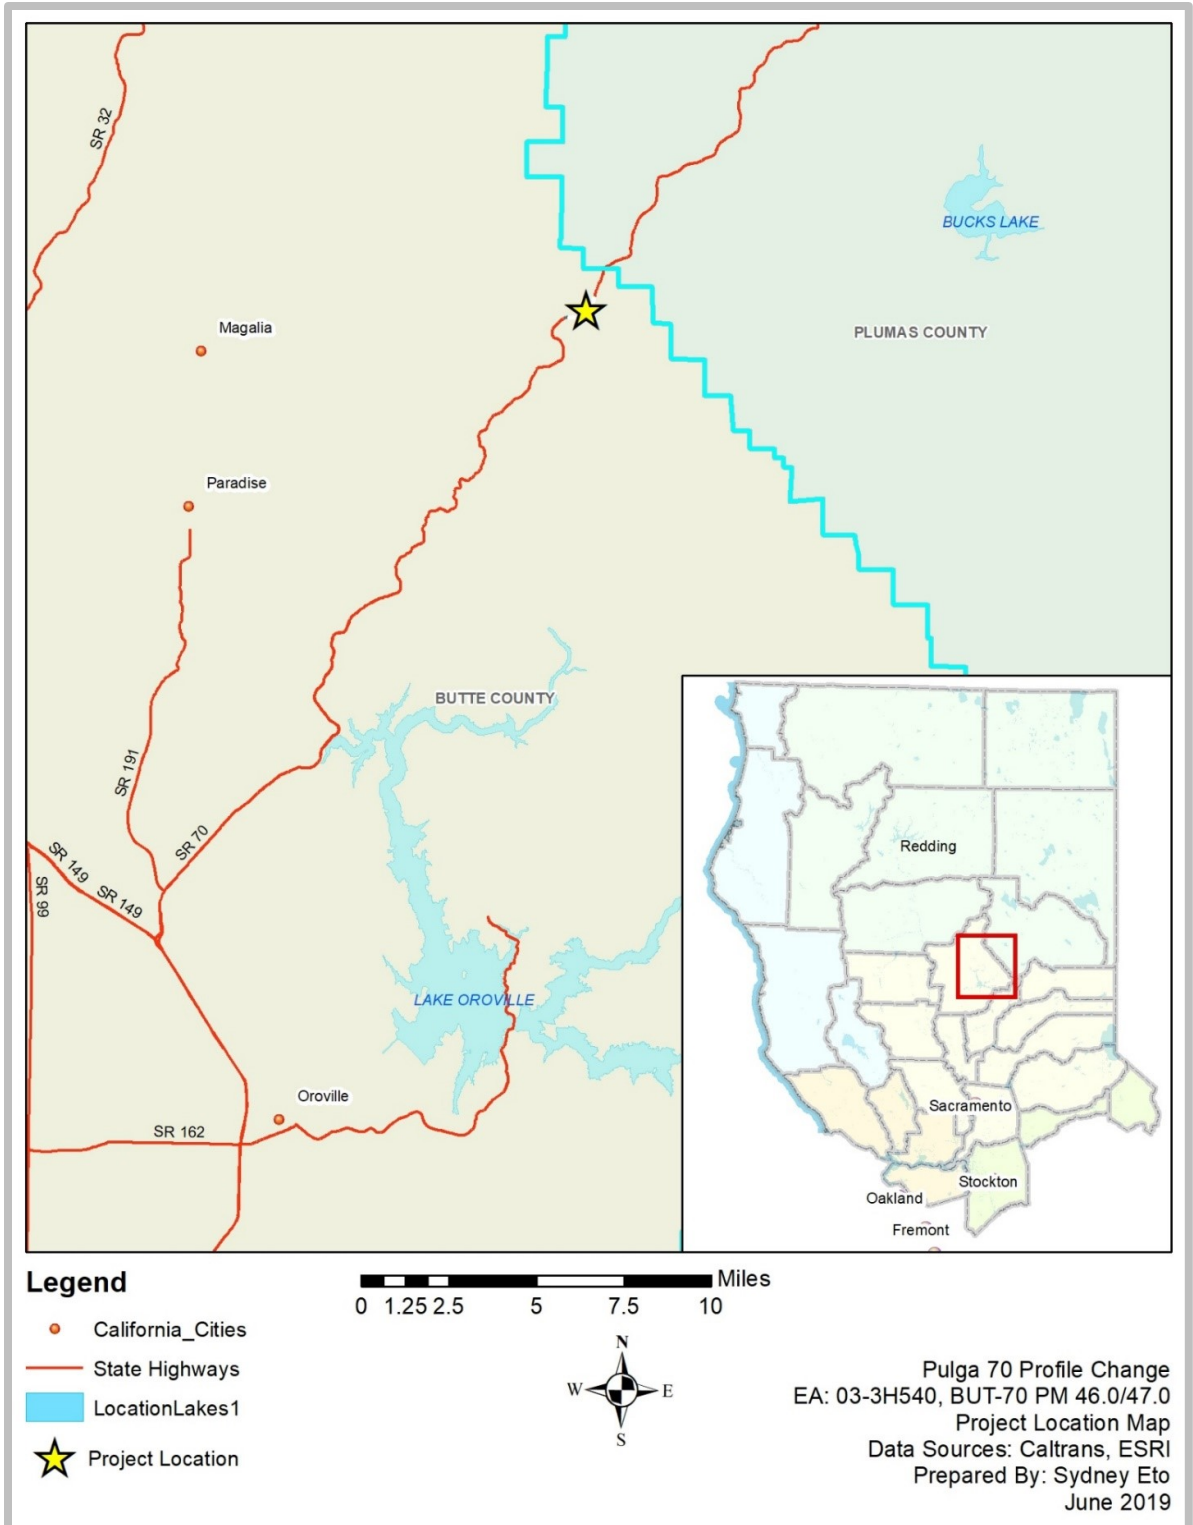 SR 32
BUCKS LAKE
Magalia
PLUMAS COUNTY
Paradise
BUTTE COUNTY
SR 191
SR 70
SR 149
SR 149
SR 99
LAKE OROVILLE
Oroville
SR 162
Redding
Sacramento
Stockton
Oakland
Fremont
Legend
California_Cities
State Highways
LocationLakes1
Project Location
Miles
0 1.25 2.5 5 7.5 10
N
W E
S
Pulga 70 Profile Change
EA: 03-3H540, BUT-70 PM 46.0/47.0
Project Location Map
Data Sources: Caltrans, ESRI
Prepared By: Sydney Eto
June 2019